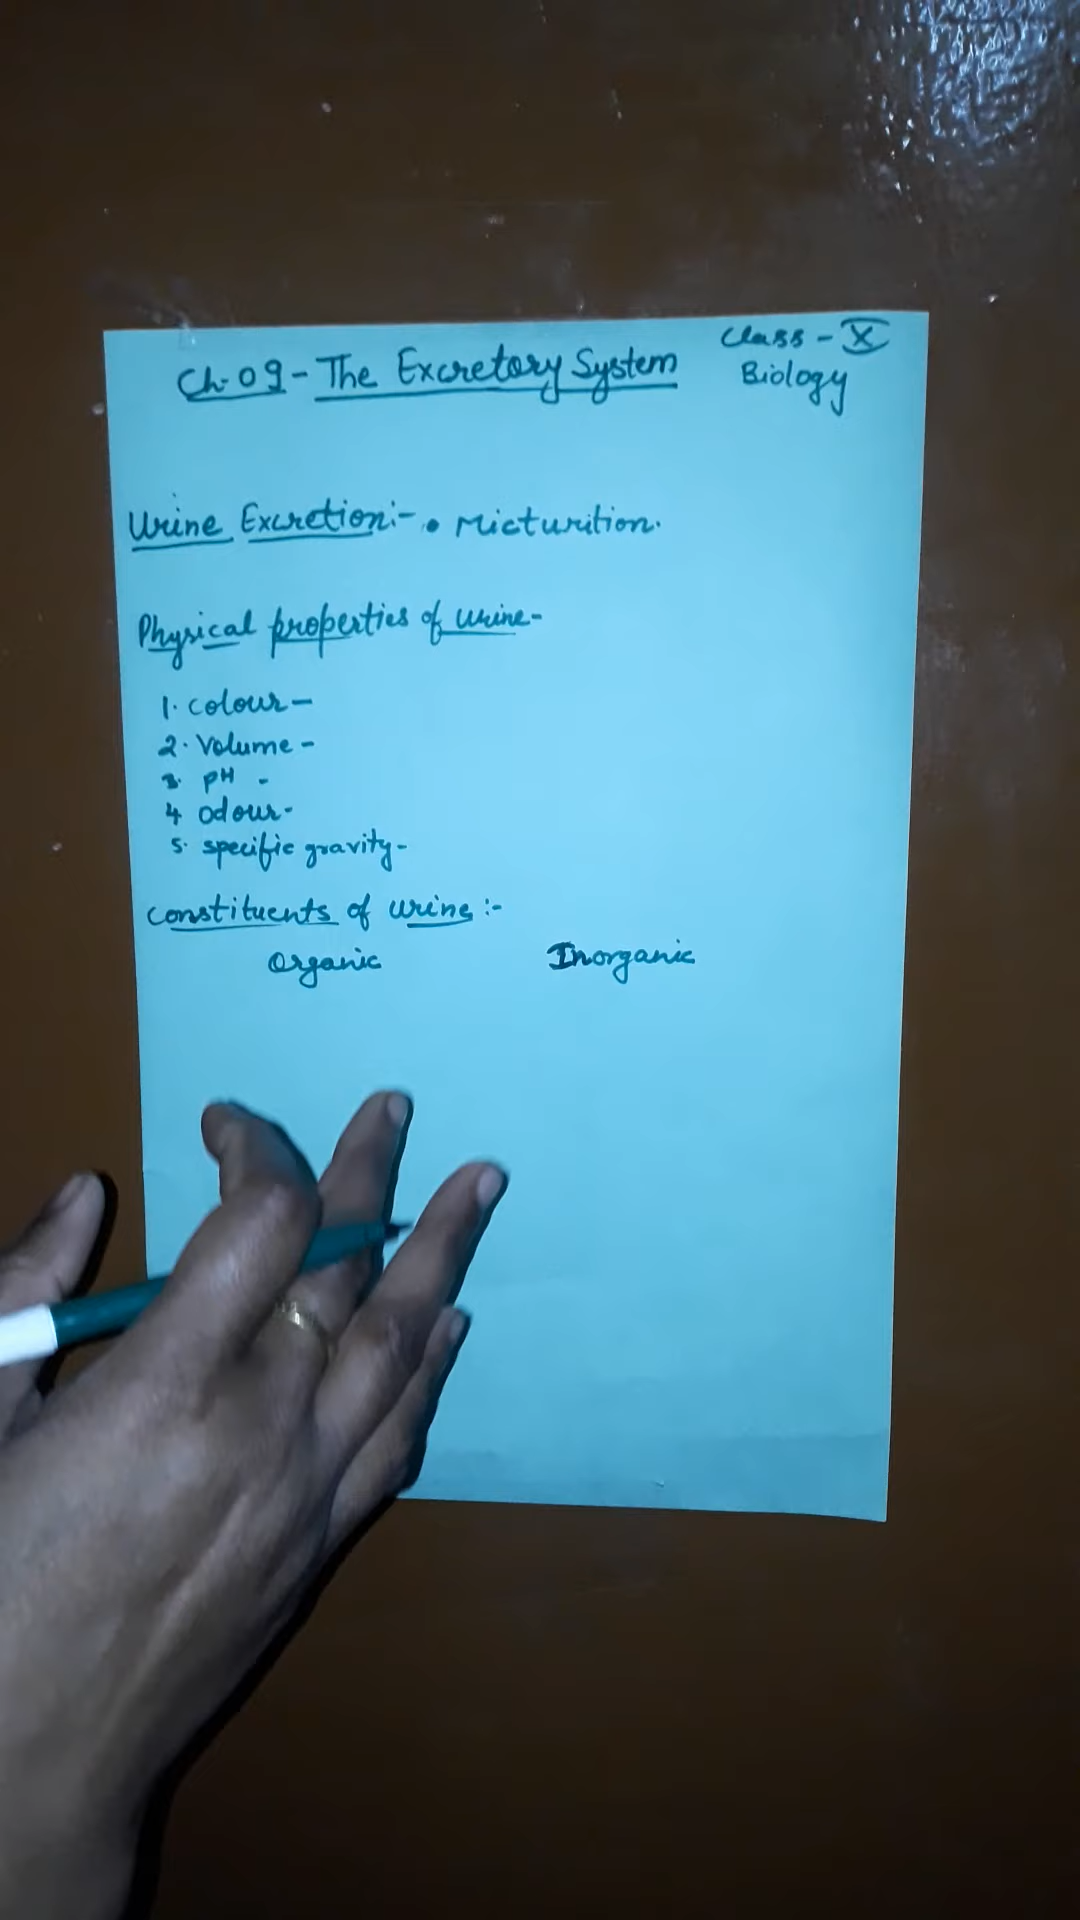 Ch-09 - The Excretory System
Class - X
Biology
Urine Excretion:- • Micturition.
Physical properties of urine-
1. Colour -
2. Volume -
3. pH -
4 odour-
5. specific gravity-
Constituents of urine :-
Organic Inorganic